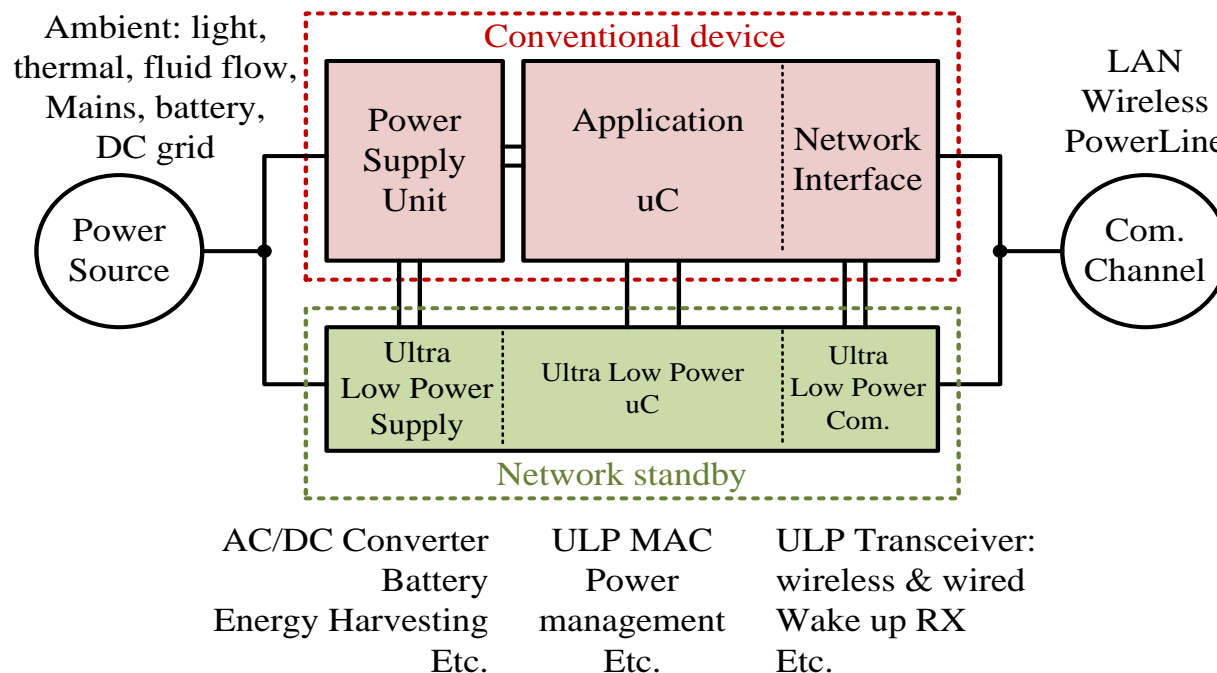 Ambient: light,
thermal, fluid flow,
Mains, battery,
DC grid
Power
Source
Conventional device
Power
Supply
Unit
Application
uC
Network
Interface
LAN
Wireless
PowerLine
Com.
Channel
Ultra
Low Power
Supply
Ultra Low Power
uC
Ultra
Low Power
Com.
Network standby
AC/DC Converter
Battery
Energy Harvesting
Etc.
ULP MAC
Power
management
Etc.
ULP Transceiver:
wireless & wired
Wake up RX
Etc.